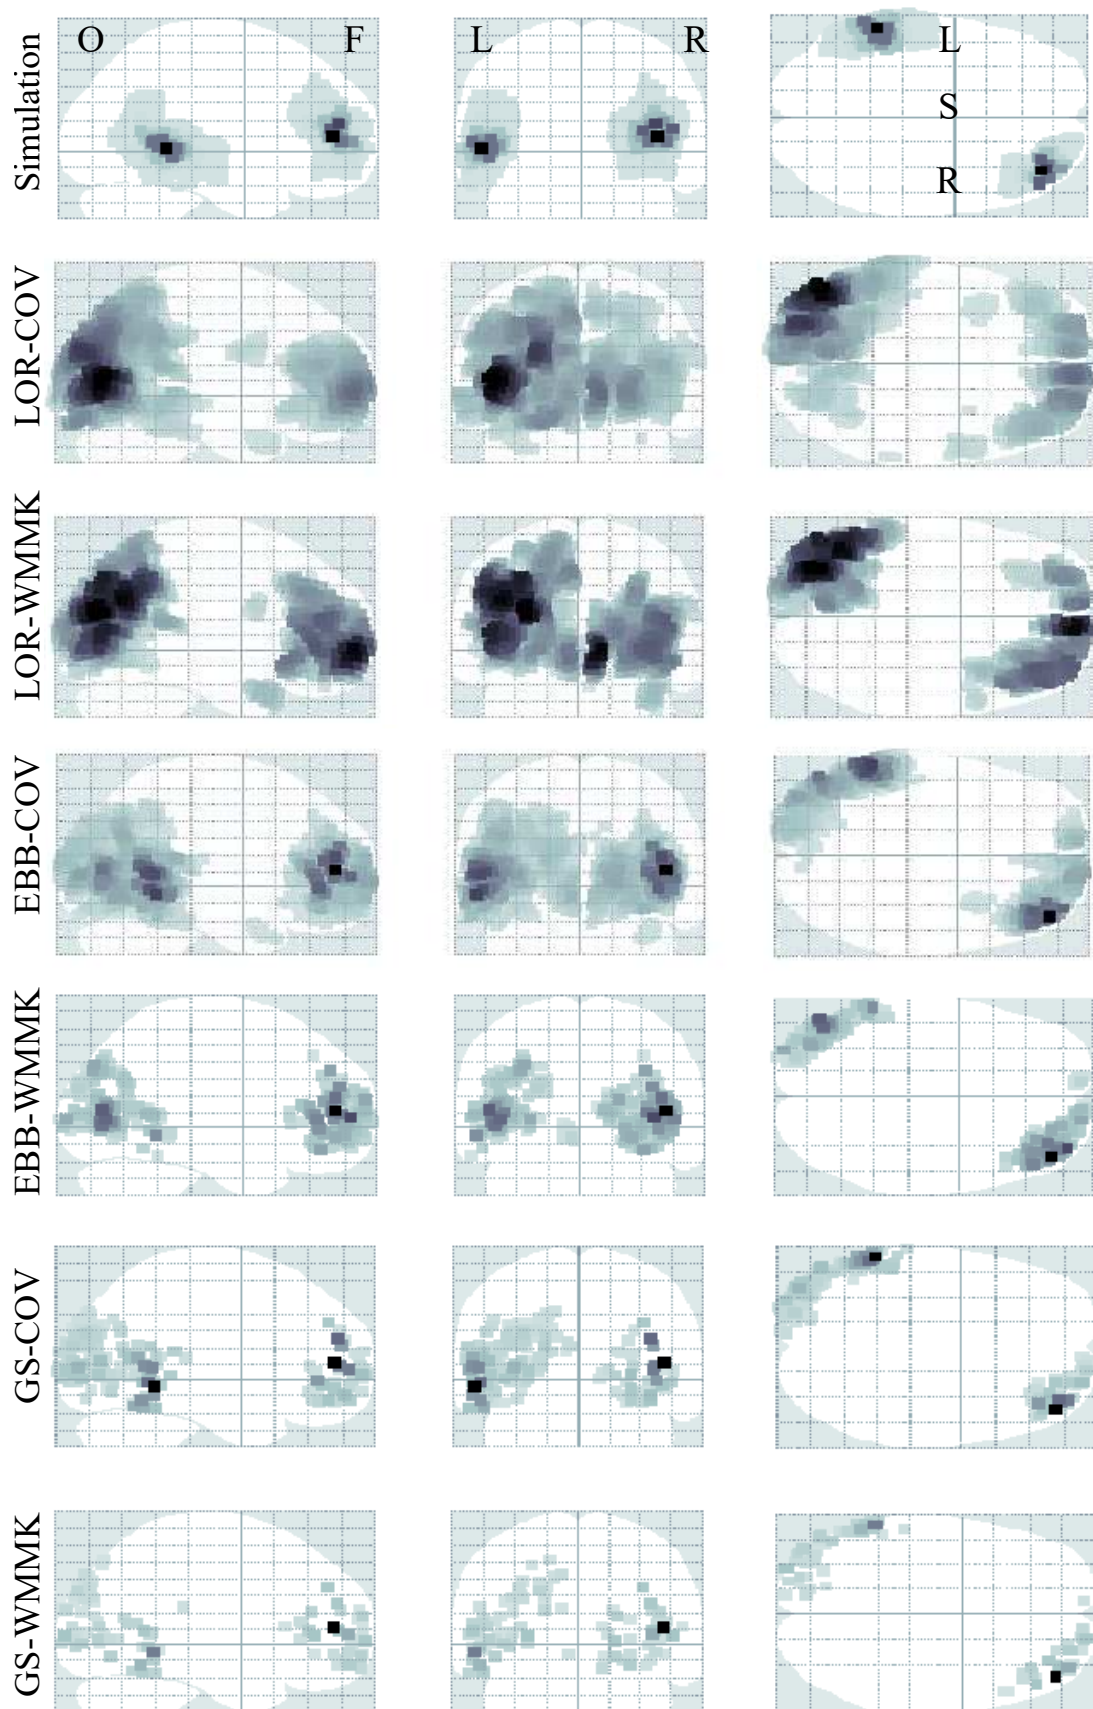 Simulation
O F
L R
L
S
R
LOR-COV
LOR-WMMK
EBB-COV
EBB-WMMK
GS-COV
GS-WMMK